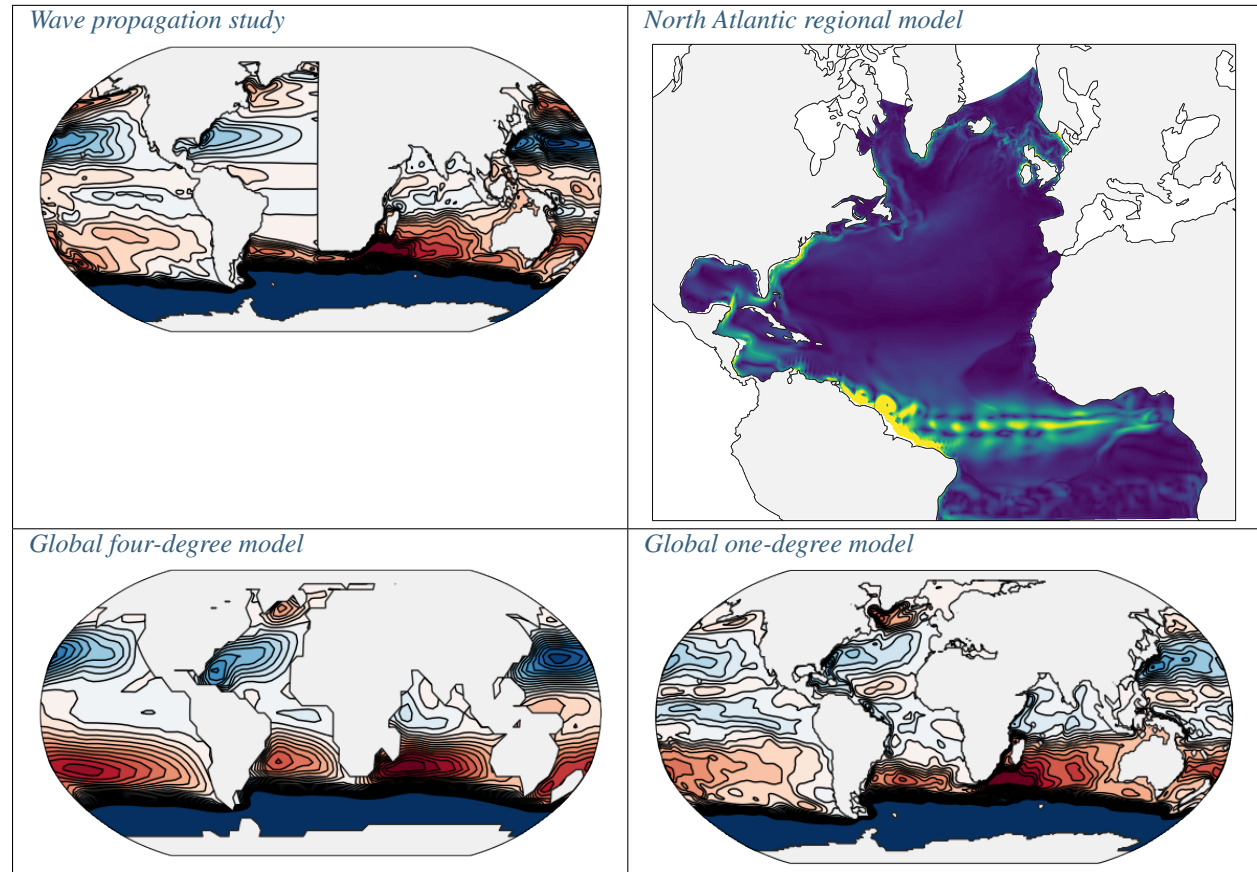 Wave propagation study
North Atlantic regional model
Global four-degree model
Global one-degree model